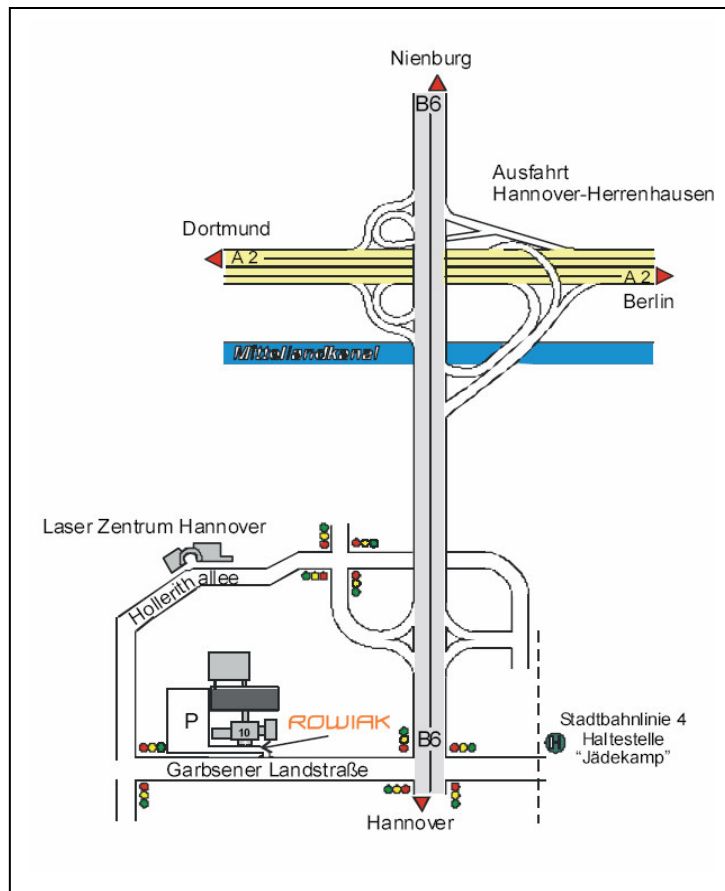 Nienburg
B6
Ausfahrt
Hannover-Herrenhausen
Dortmund
A 2
A 2
Berlin
Mittellandkanal
Laser Zentrum Hannover
Hollerith allee
P
10
ROWIAK
B6
Stadtbahnlinie 4
Haltestelle
"Jädekamp"
H
Garbsener Landstraße
Hannover